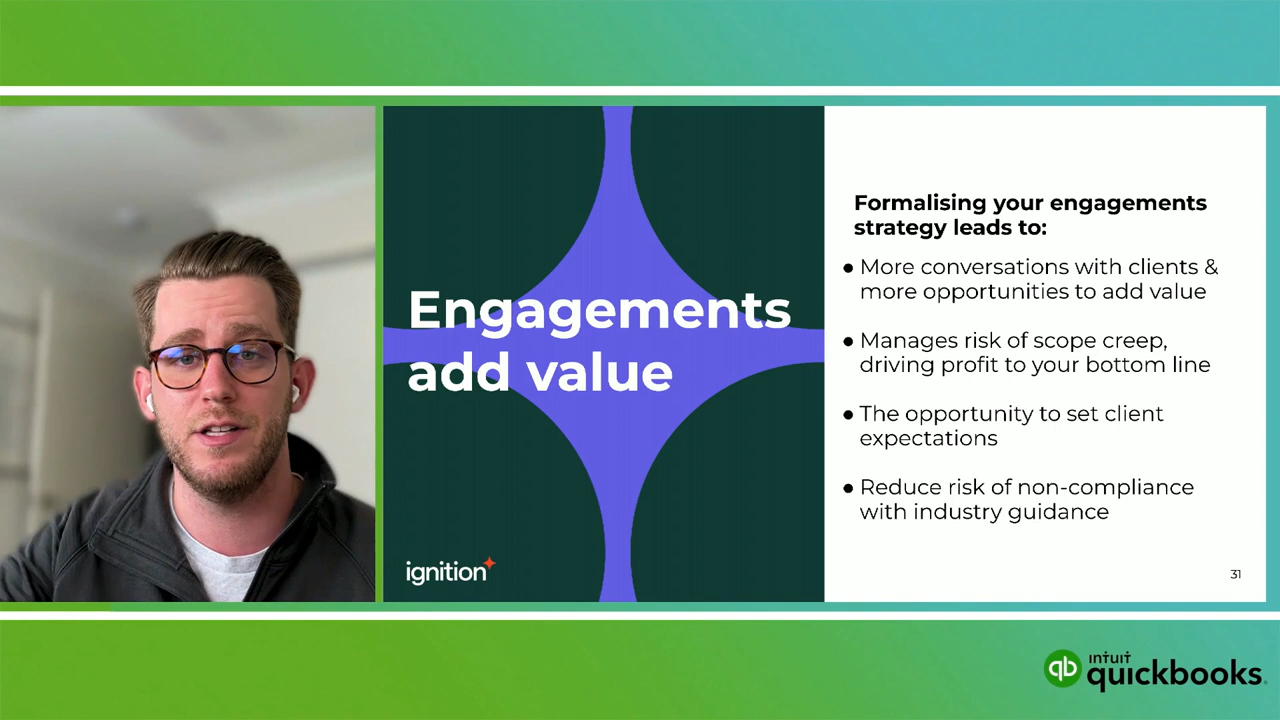 Engagements
add value
ignition
Formalising your engagements
strategy leads to:
● More conversations with clients &
more opportunities to add value
● Manages risk of scope creep,
driving profit to your bottom line
● The opportunity to set client
expectations
● Reduce risk of non-compliance
with industry guidance
31
qb
intuit
quickbooks.